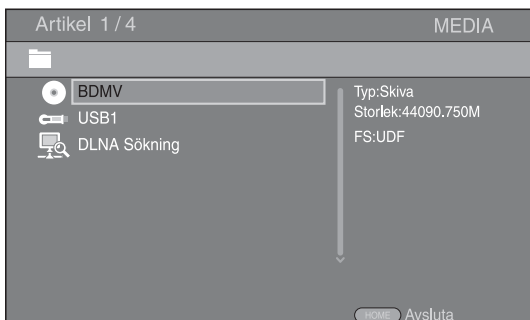 Artikel 1 / 4 MEDIA
BDMV
USB1
DLNA Sökning
Typ:Skiva
Storlek:44090.750M
FS:UDF
HOME Avsluta